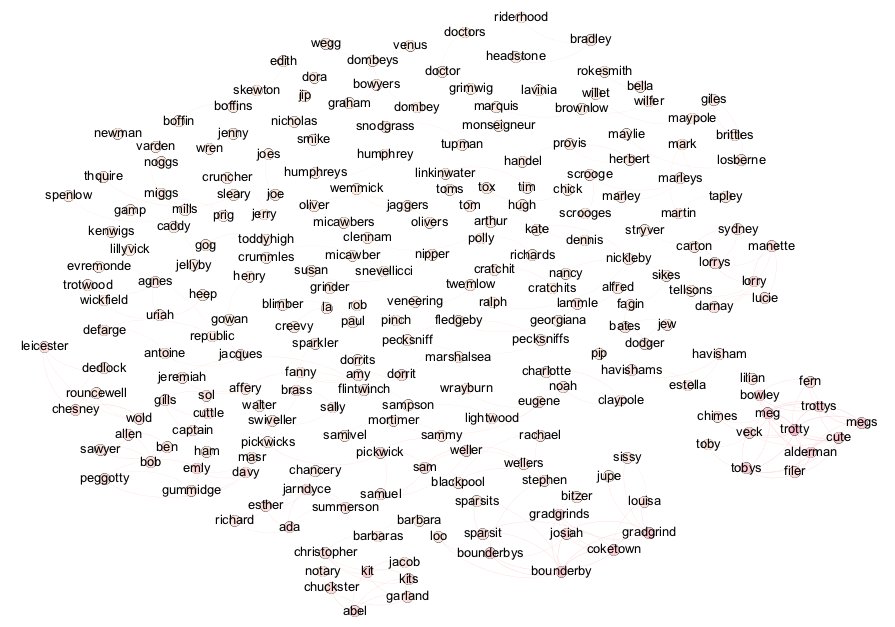 riderhood
doctors
bradley
wegg
venus
headstone
edith
dombeys
rokesmith
doctor
dora
bowyers
grimwig
lavinia
bella
skewton
jip
willet
wilfer
giles
boffins
graham
dombey
marquis
brownlow
maypole
boffin
nicholas
snodgrass
monseigneur
newman
jenny
smike
maylie
brittles
varden
wren
tupman
provis
mark
noggs
joes
humphrey
handel
herbert
losberne
thquire
cruncher
humphreys
linkinwater
scrooge
marleys
spenlow
miggs
sleary
joe
wemmick
toms
tox
tim
chick
marley
tapley
gamp
mills
prig
jerry
oliver
jaggers
tom
hugh
scrooges
martin
kenwigs
caddy
micawbers
olivers
arthur
kate
stryver
sydney
lillyvick
gog
toddyhigh
clennam
polly
dennis
carton
manette
evremonde
jellyby
crummles
micawber
nipper
richards
nickleby
lorrys
trotwood
agnes
henry
susan
snevellicci
cratchit
nancy
sikes
lorry
wickfield
heep
grinder
twemlow
cratchits
alfred
tellsons
lucie
uriah
blimber
la
rob
veneering
ralph
lammle
fagin
darnay
defarge
gowan
creevy
paul
pinch
fledgeby
georgiana
bates
jew
leicester
republic
sparkler
pecksniff
pecksniffs
dodger
antoine
jacques
dorrits
marshalsea
pip
havisham
dedlock
jeremiah
fanny
amy
dorrit
charlotte
havishams
lilian
fern
rouncewell
gills
sol
affery
brass
flintwinch
wrayburn
noah
estella
bowley
chesney
wold
cuttle
walter
sally
sampson
eugene
claypole
chimes
meg
trottys
allen
captain
swiveller
mortimer
lightwood
veck
trotty
megs
sawyer
ben
ham
pickwicks
samivel
sammy
rachael
toby
cute
bob
emly
masr
pickwick
weller
sissy
alderman
peggotty
davy
chancery
sam
wellers
jupe
tobys
filer
gummidge
jarndyce
samuel
blackpool
stephen
bitzer
esther
summerson
sparsits
gradgrinds
louisa
richard
ada
barbara
sparsit
josiah
gradgrind
barbaras
loo
bounderbys
coketown
christopher
jacob
notary
kit
kits
bounderby
chuckster
garland
abel